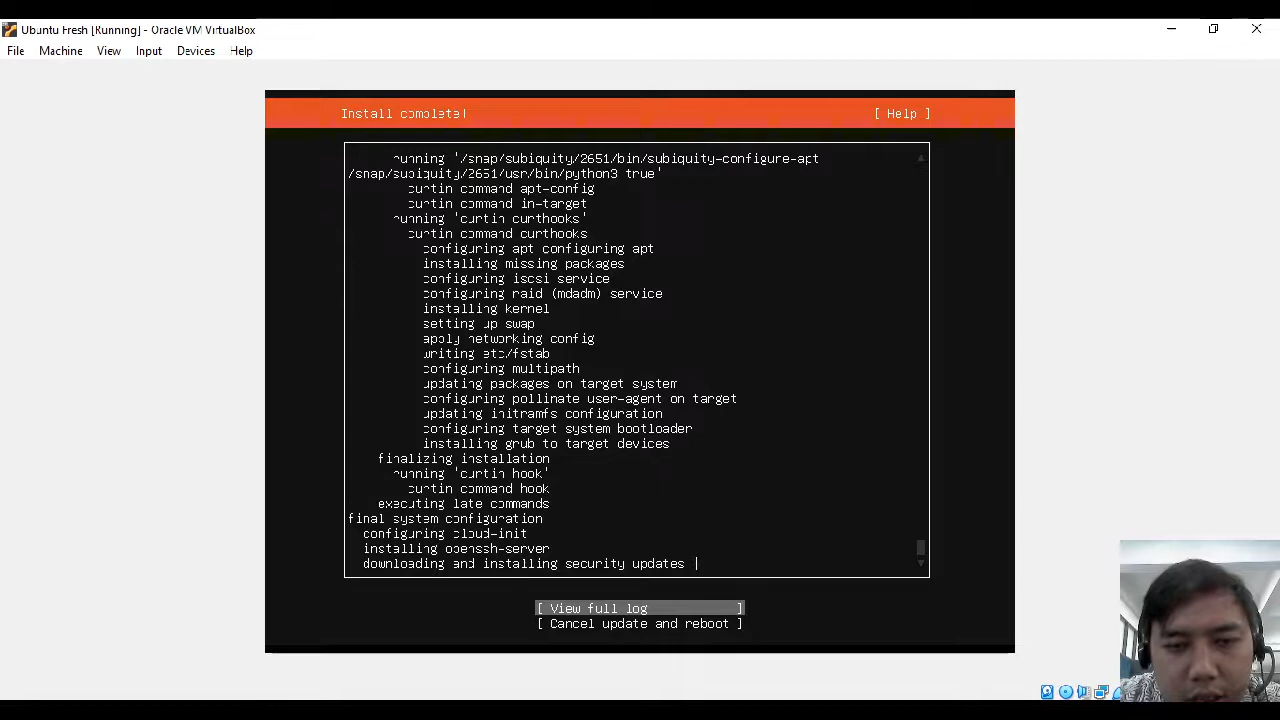 Ubuntu Fresh [Running] - Oracle VM VirtualBox
File Machine View Input Devices Help
Install complete! [ Help ]
running '/snap/subiquity/2651/bin/subiquity-configure-apt
/snap/subiquity/2651/usr/bin/python3 true'
curtin command apt-config
curtin command in-target
running 'curtin curthooks'
curtin command curthooks
configuring apt configuring apt
installing missing packages
configuring iscsi service
configuring raid (mdadm) service
installing kernel
setting up swap
apply networking config
writing etc/fstab
configuring multipath
updating packages on target system
configuring pollinate user-agent on target
updating initramfs configuration
configuring target system bootloader
installing grub to target devices
finalizing installation
running 'curtin hook'
curtin command hook
executing late commands
final system configuration
configuring cloud-init
installing openssh-server
downloading and installing security updates |
[ View full log ]
[ Cancel update and reboot ]